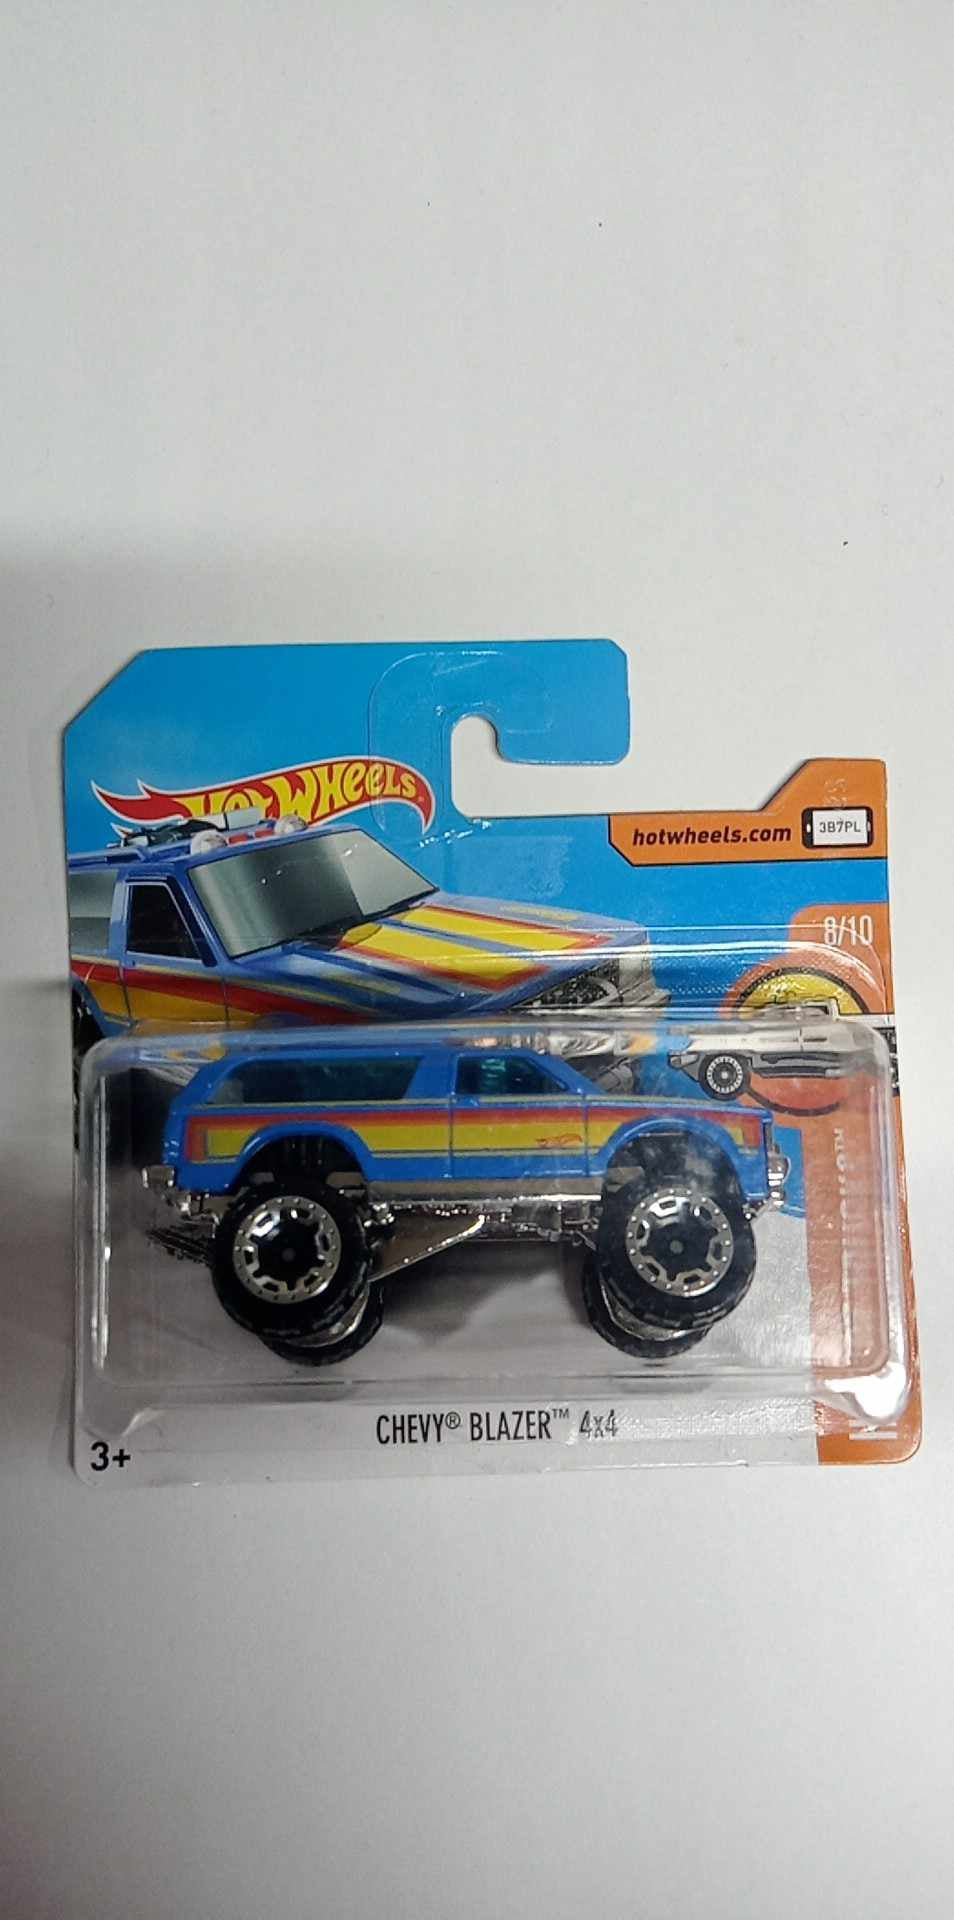 HOT WHEELS
hotwheels.com
3B7PL
8/10
CHEVY® BLAZER™ 4x4
3+